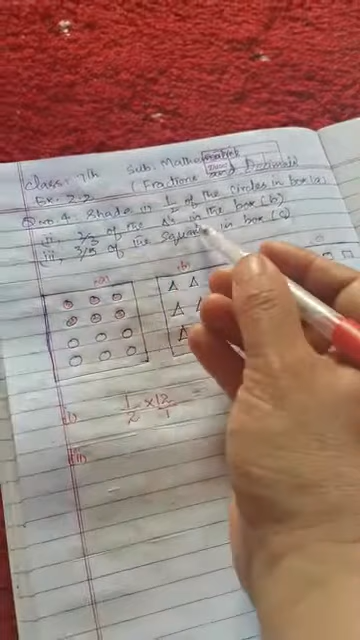 class: 7th sub: Mathematics
Ex: 2.2 (Fractions and Decimals)
Q.no 4. Shade (i) 1/2 of the circles in box (a)
(ii) 2/3 of the △s in the box (b)
(iii) 3/5 of the Squares in box (c)
(a) (b)
(i) 1/2 × 12/1 =
(ii)